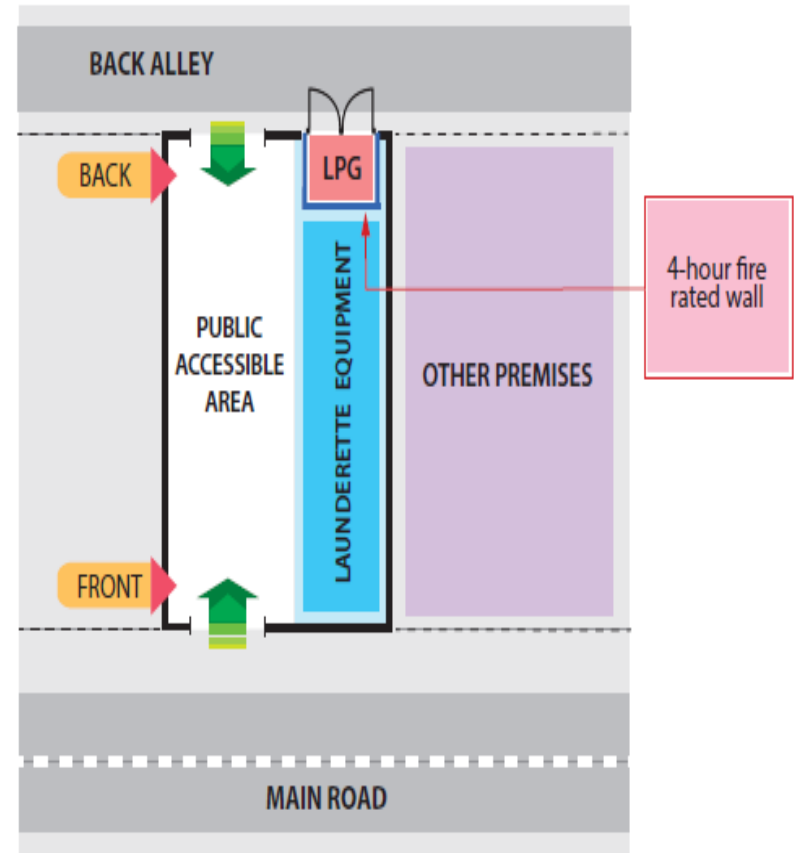 BACK ALLEY
BACK
LPG
4-hour fire
rated wall
PUBLIC
ACCESSIBLE
AREA
LAUNDERETTE EQUIPMENT
OTHER PREMISES
FRONT
MAIN ROAD